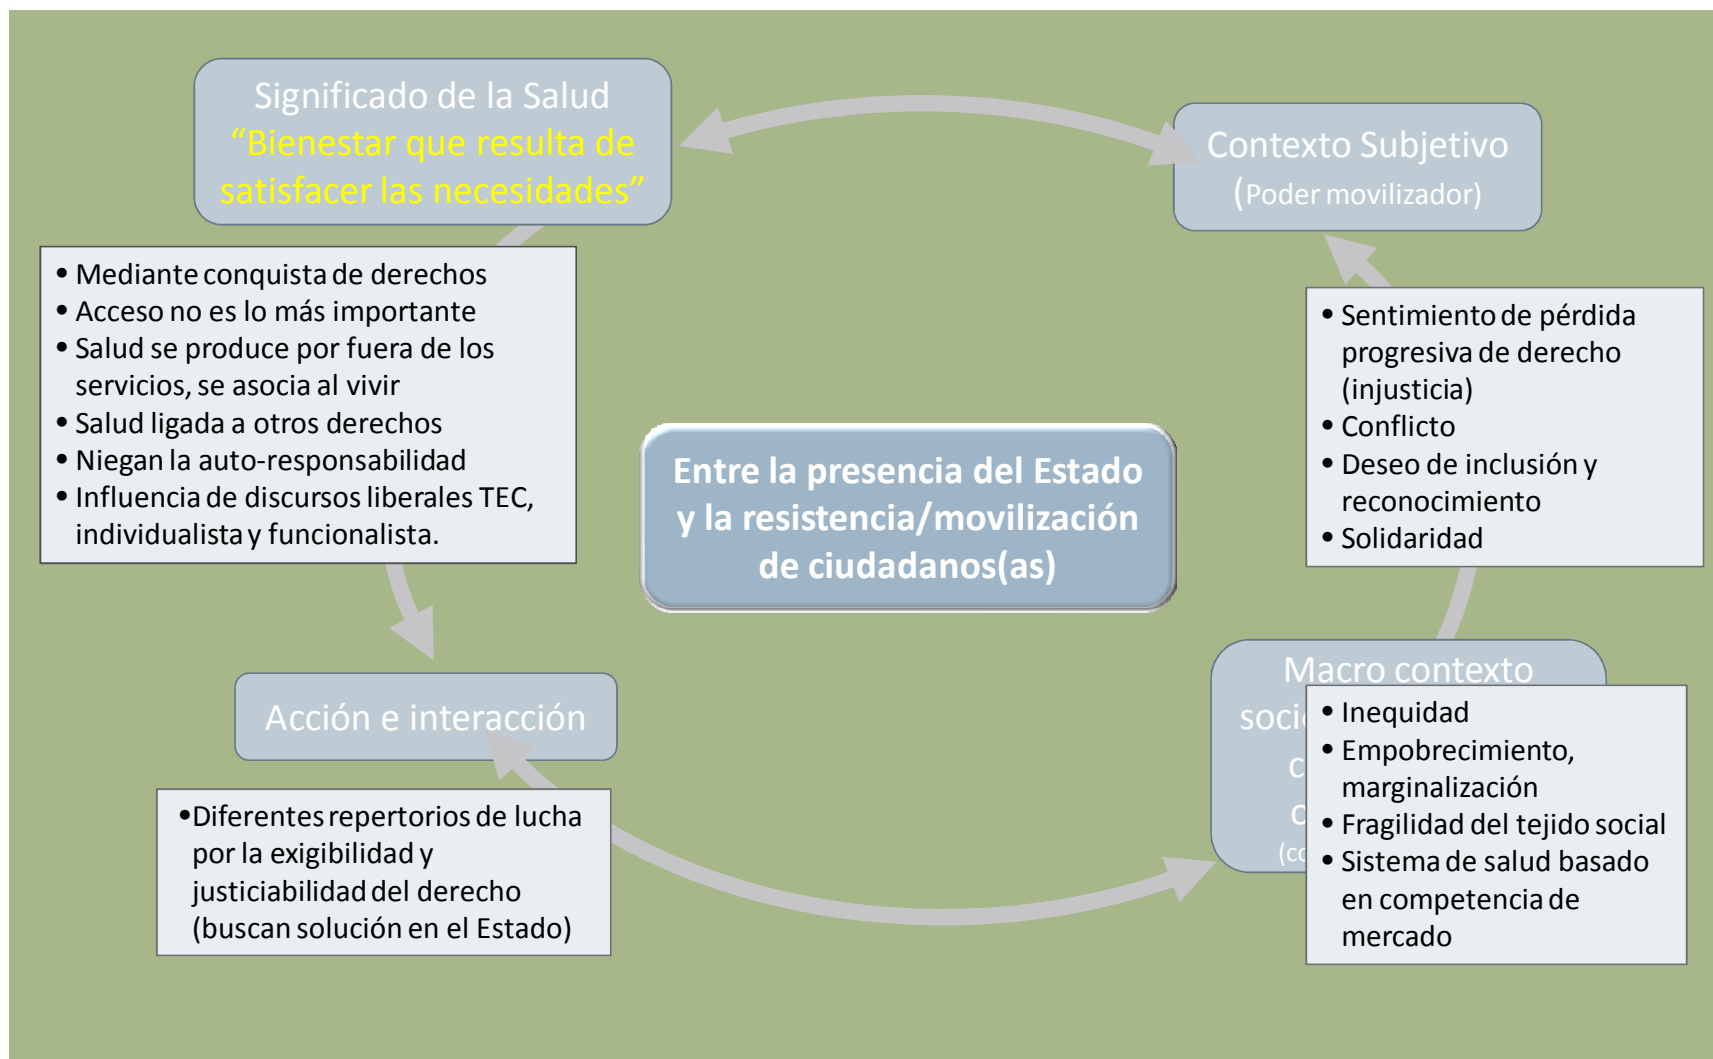 Significado de la Salud
“Bienestar que resulta de
satisfacer las necesidades”
• Mediante conquista de derechos
• Acceso no es lo más importante
• Salud se produce por fuera de los
servicios, se asocia al vivir
• Salud ligada a otros derechos
• Niegan la auto-responsabilidad
• Influencia de discursos liberales TEC,
individualista y funcionalista.
Contexto Subjetivo
(Poder movilizador)
• Sentimiento de pérdida
progresiva de derecho
(injusticia)
• Conflicto
• Deseo de inclusión y
reconocimiento
• Solidaridad
Entre la presencia del Estado
y la resistencia/movilización
de ciudadanos(as)
Acción e interacción
•Diferentes repertorios de lucha
por la exigibilidad y
justiciabilidad del derecho
(buscan solución en el Estado)
Macro contexto
• Inequidad
• Empobrecimiento,
marginalización
• Fragilidad del tejido social
• Sistema de salud basado
en competencia de
mercado